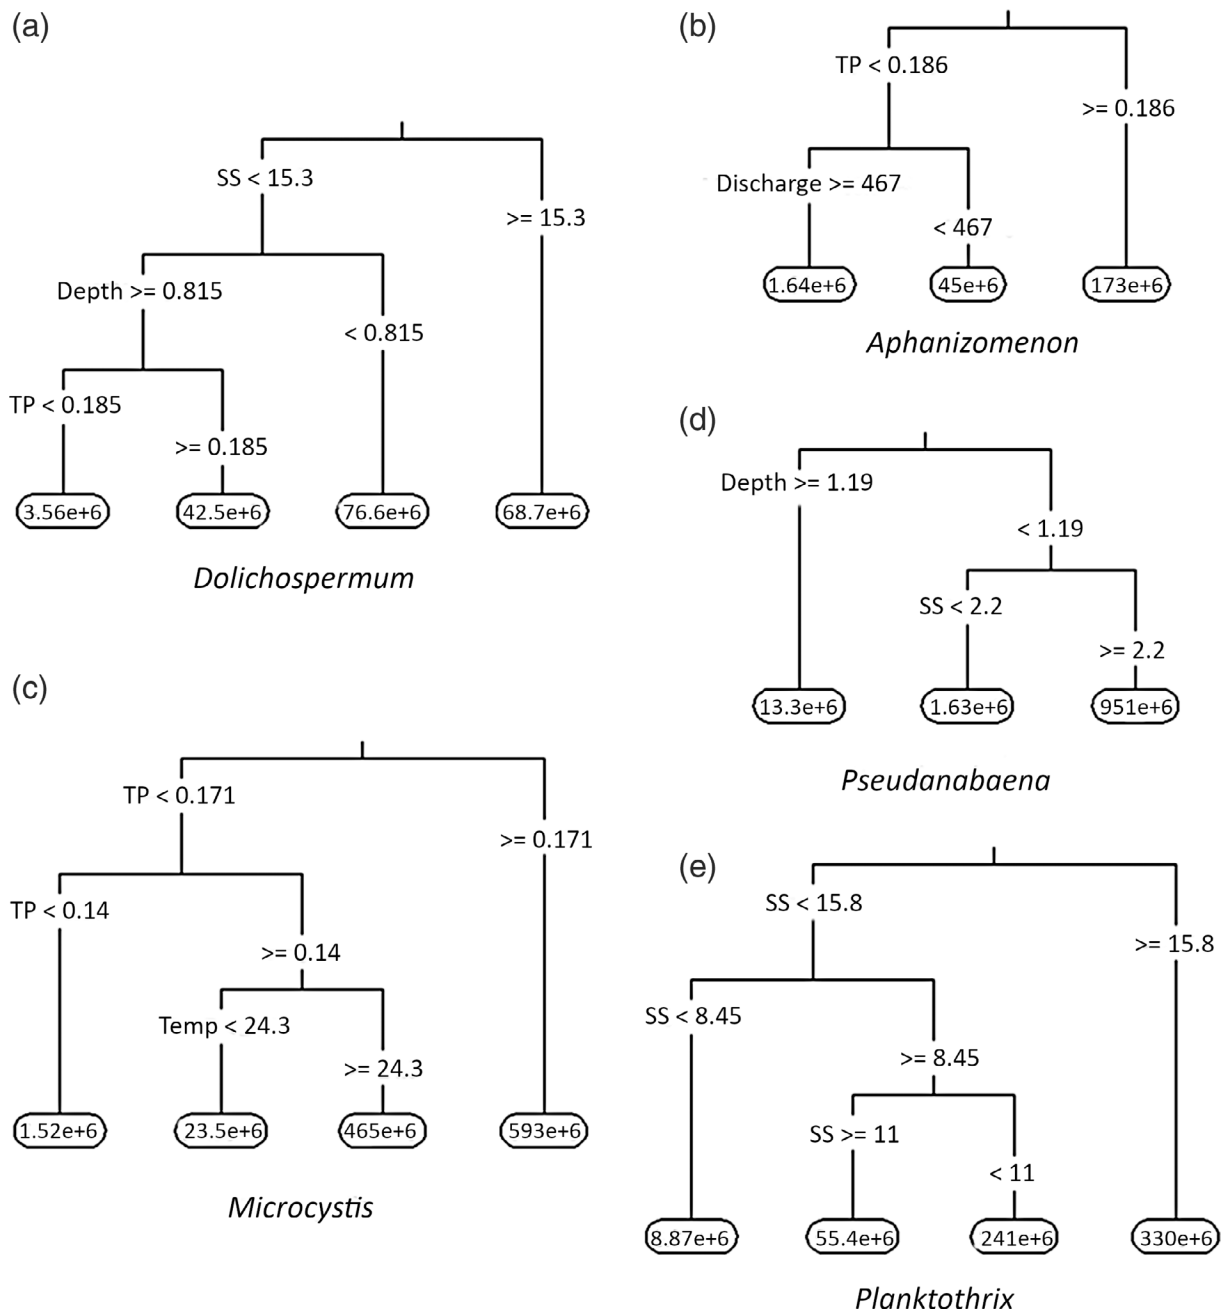 (a)
SS < 15.3
>= 15.3
Depth >= 0.815
< 0.815
TP < 0.185
>= 0.185
3.56e+6
42.5e+6
76.6e+6
68.7e+6
Dolichospermum
(b)
TP < 0.186
>= 0.186
Discharge >= 467
< 467
1.64e+6
45e+6
173e+6
Aphanizomenon
(c)
TP < 0.171
>= 0.171
TP < 0.14
>= 0.14
Temp < 24.3
>= 24.3
1.52e+6
23.5e+6
465e+6
593e+6
Microcystis
(d)
Depth >= 1.19
< 1.19
SS < 2.2
>= 2.2
13.3e+6
1.63e+6
951e+6
Pseudanabaena
(e)
SS < 15.8
>= 15.8
SS < 8.45
>= 8.45
SS >= 11
< 11
8.87e+6
55.4e+6
241e+6
330e+6
Planktothrix